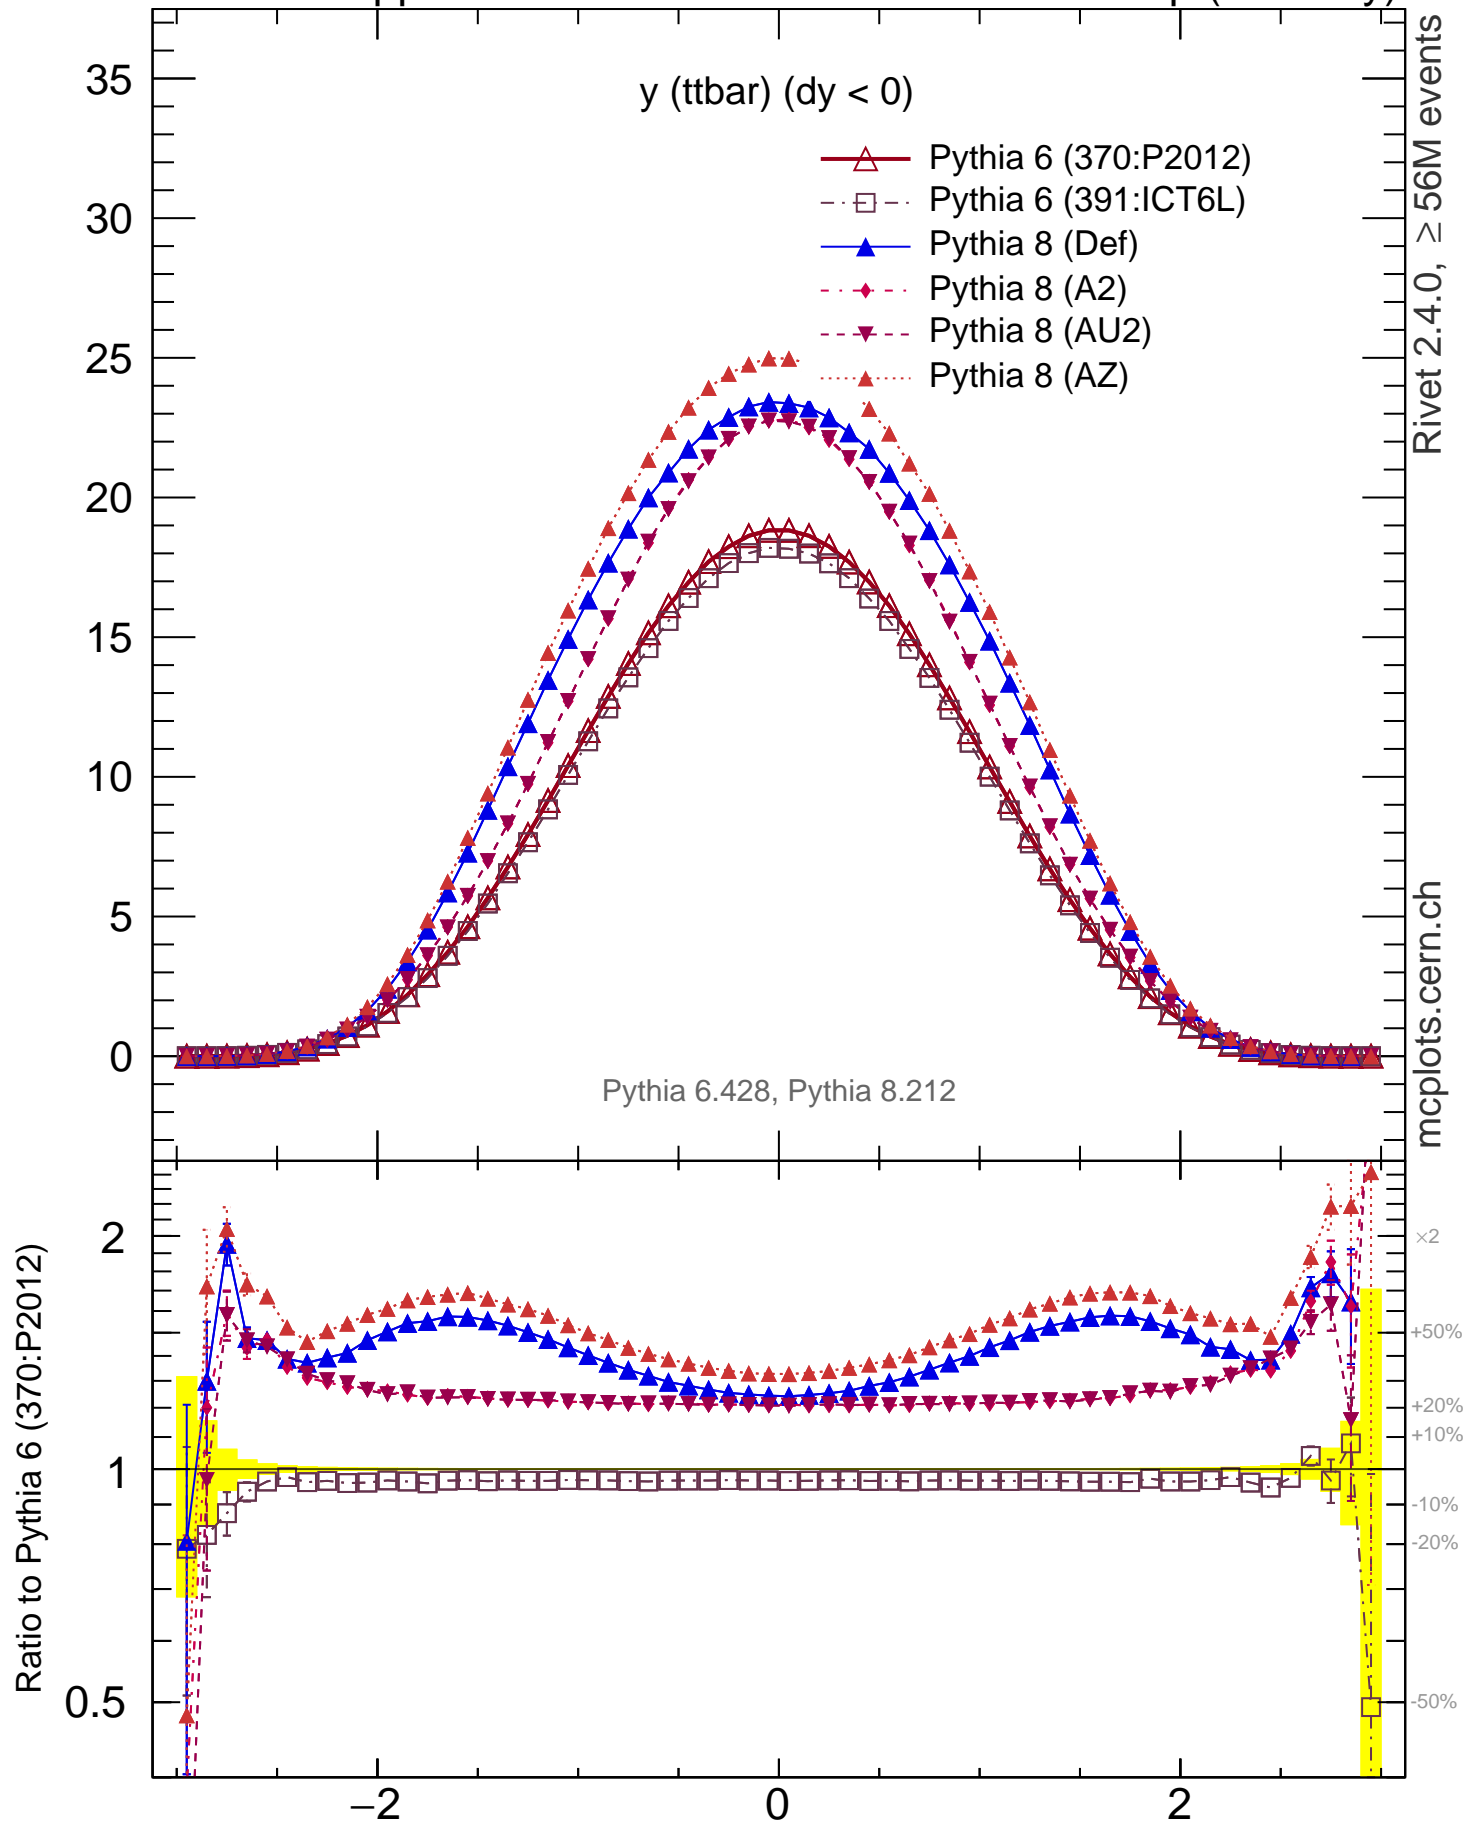 y (ttbar) (dy < 0)
Pythia 6 (370:P2012)
Pythia 6 (391:ICT6L)
Pythia 8 (Def)
Pythia 8 (A2)
Pythia 8 (AU2)
Pythia 8 (AZ)
35
30
25
20
15
10
5
0
Pythia 6.428, Pythia 8.212
Rivet 2.4.0, ≥ 56M events
mcplots.cern.ch
Ratio to Pythia 6 (370:P2012)
2
1
0.5
×2
+50%
+20%
+10%
-10%
-20%
-50%
−2
0
2